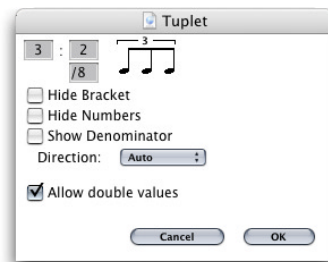 Tuplet
3 : 2 3
/8
Hide Bracket
Hide Numbers
Show Denominator
Direction: Auto
Allow double values
Cancel OK